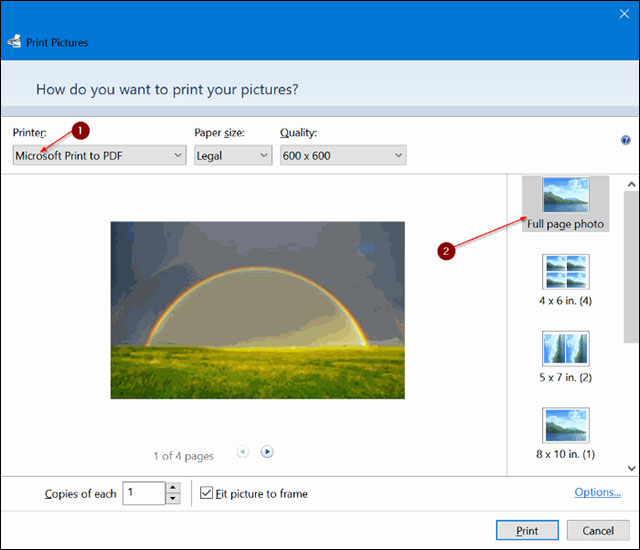 Print Pictures
How do you want to print your pictures?
1
Printer:
Paper size:
Quality:
Microsoft Print to PDF
Legal
600 x 600
?
Full page photo
2
4 x 6 in. (4)
5 x 7 in. (2)
8 x 10 in. (1)
1 of 4 pages
Copies of each
1
Fit picture to frame
Options...
Print
Cancel